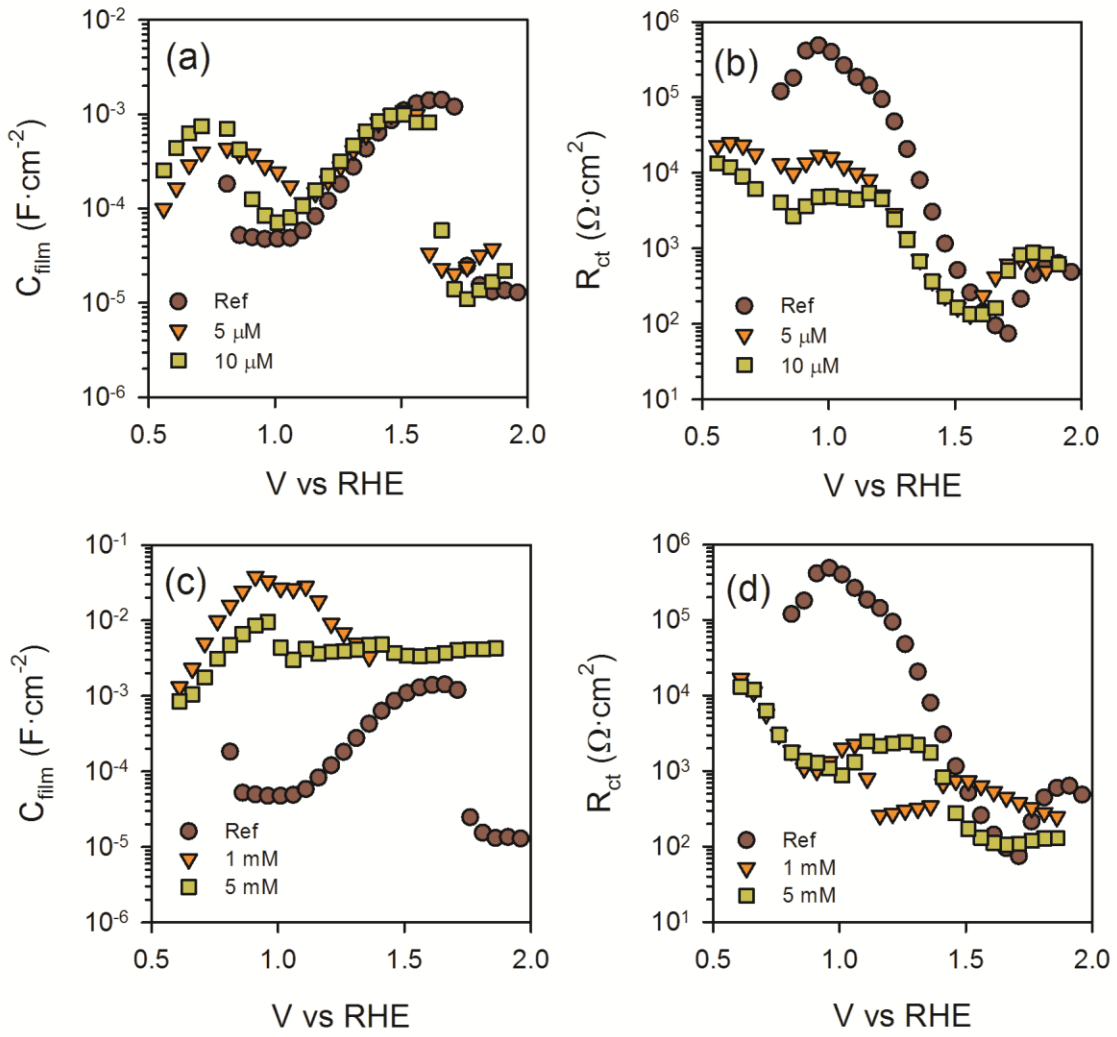 (a)
C_film (F·cm⁻²)
10⁻²
10⁻³
10⁻⁴
10⁻⁵
10⁻⁶
Ref
5 μM
10 μM
0.5 1.0 1.5 2.0
V vs RHE
(b)
R_ct (Ω·cm²)
10⁶
10⁵
10⁴
10³
10²
10¹
Ref
5 μM
10 μM
0.5 1.0 1.5 2.0
V vs RHE
(c)
C_film (F·cm⁻²)
10⁻¹
10⁻²
10⁻³
10⁻⁴
10⁻⁵
10⁻⁶
Ref
1 mM
5 mM
0.5 1.0 1.5 2.0
V vs RHE
(d)
R_ct (Ω·cm²)
10⁶
10⁵
10⁴
10³
10²
10¹
Ref
1 mM
5 mM
0.5 1.0 1.5 2.0
V vs RHE